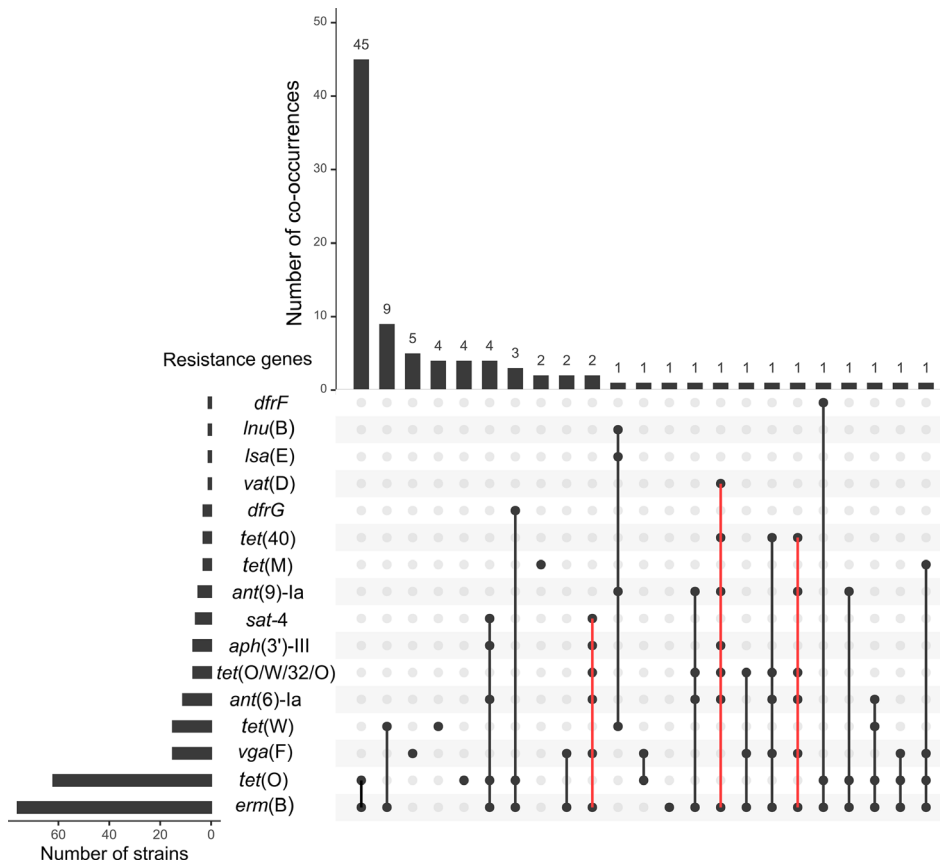 50
45
40
30
20
10
0
Number of co-occurrences
9
5
4
4
4
3
2
2
2
1
1
1
1
1
1
1
1
1
1
1
1
1
Resistance genes
dfrF
lnu(B)
lsa(E)
vat(D)
dfrG
tet(40)
tet(M)
ant(9)-Ia
sat-4
aph(3')-III
tet(O/W/32/O)
ant(6)-Ia
tet(W)
vga(F)
tet(O)
erm(B)
60 40 20 0
Number of strains